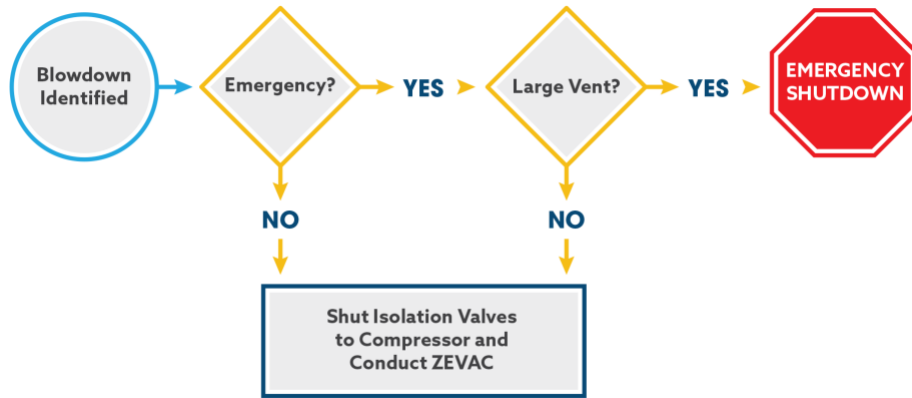 Blowdown
Identified
Emergency?
YES
Large Vent?
YES
EMERGENCY
SHUTDOWN
NO
NO
Shut Isolation Valves
to Compressor and
Conduct ZEVAC